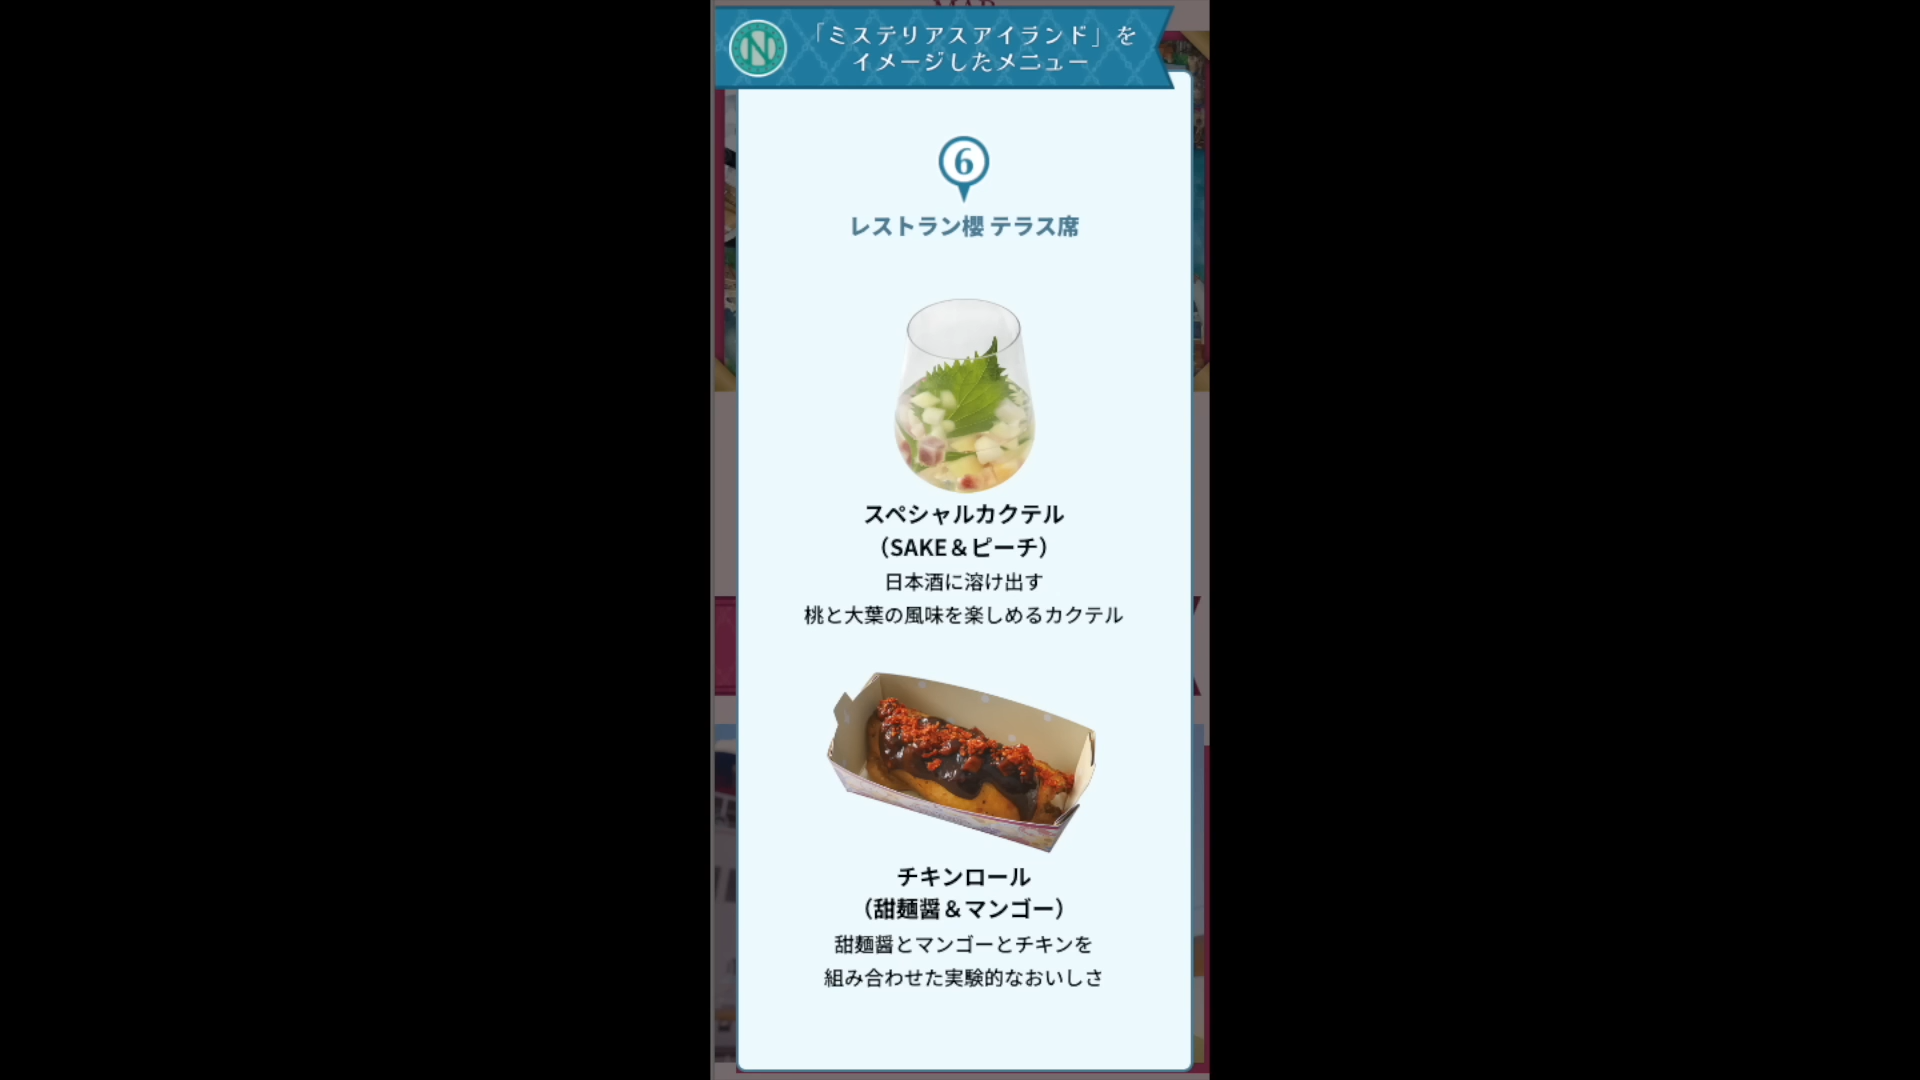 「ミステリアスアイランド」を
イメージしたメニュー
N
6
レストラン櫻 テラス席
スペシャルカクテル
（SAKE＆ピーチ）
日本酒に溶け出す
桃と大葉の風味を楽しめるカクテル
チキンロール
（甜麺醤＆マンゴー）
甜麺醤とマンゴーとチキンを
組み合わせた実験的なおいしさ